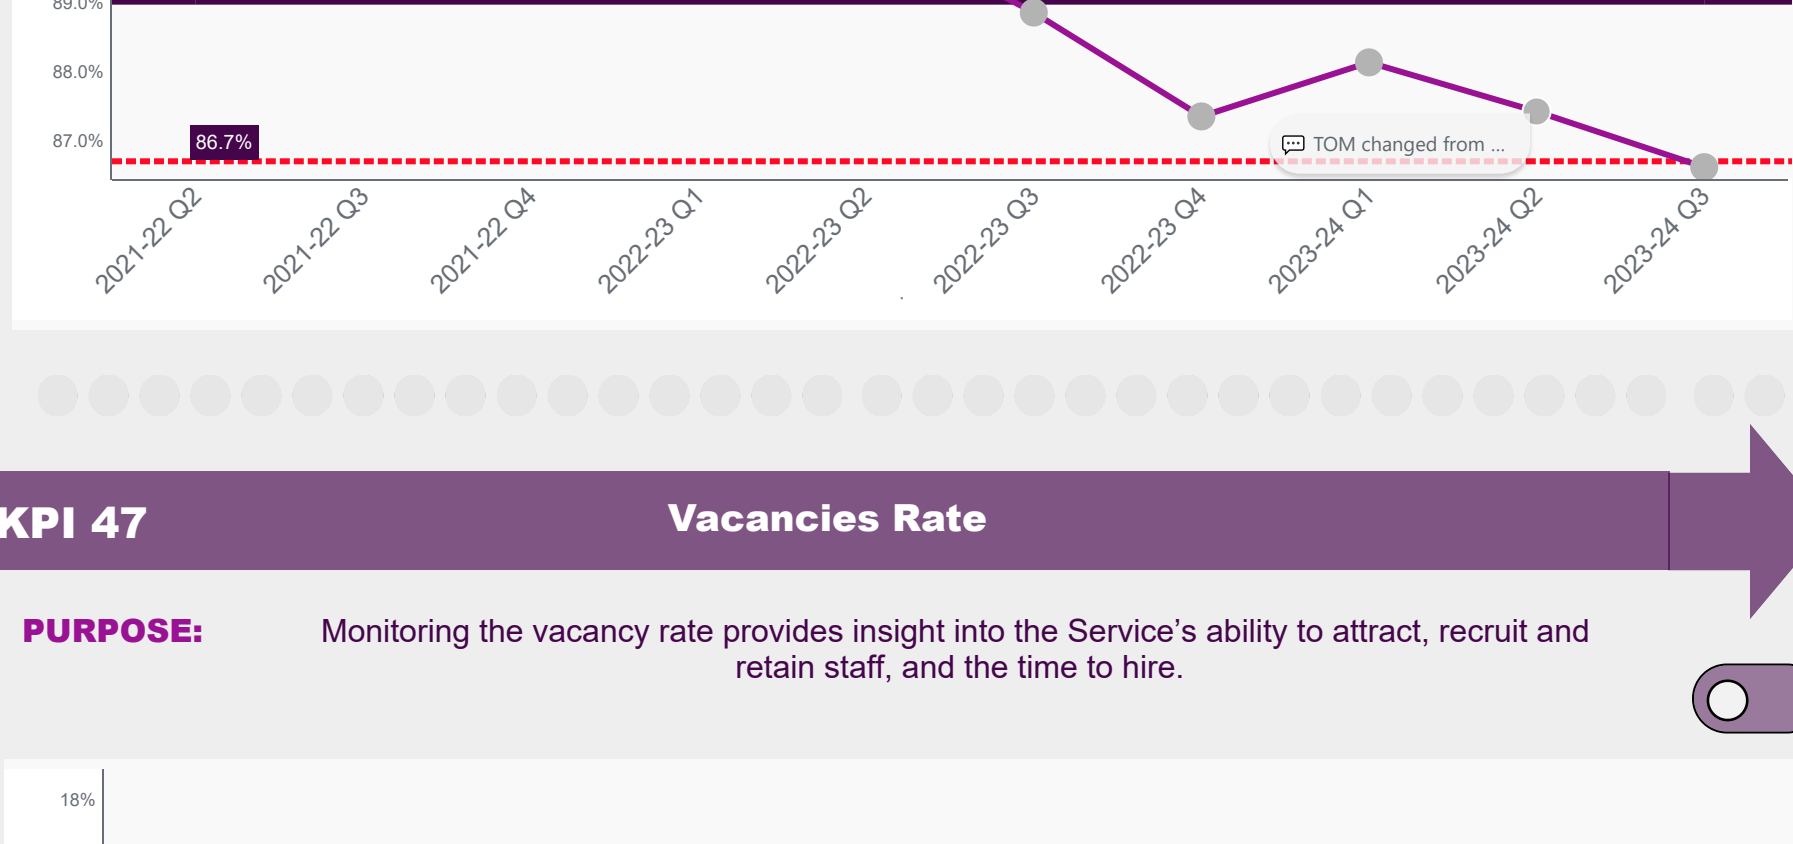 89.0%
88.0%
87.0%
86.7%
TOM changed from ...
2021-22 Q2
2021-22 Q3
2021-22 Q4
2022-23 Q1
2022-23 Q2
2022-23 Q3
2022-23 Q4
2023-24 Q1
2023-24 Q2
2023-24 Q3
KPI 47
Vacancies Rate
PURPOSE:
Monitoring the vacancy rate provides insight into the Service’s ability to attract, recruit and
retain staff, and the time to hire.
18%